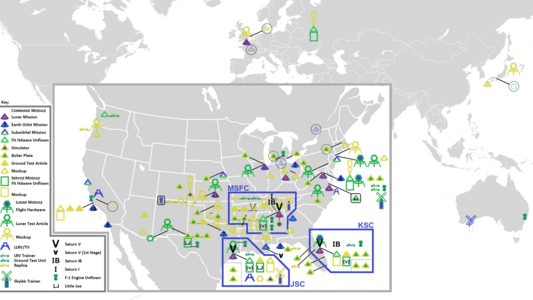 Key:
Command Module
Lunar Mission
Earth Orbit Mission
Suborbital Mission
Flt Hdware Unflown
Simulator
Boiler Plate
Ground Test Article
Mockup
Service Module
Flt Hdware Unflown
Mockup
Lunar Module
Flight Hardware
Lunar Test Article
Mockup
LLRV/TV
LRV Trainer
Ground Test Unit
Replica
Skylab Trainer
V Saturn V
V Saturn V (1st Stage)
IB Saturn IB
I Saturn I
F-1 Engine Unflown
Little Joe
MSFC
IB
V
I
KSC
V
IB
JSC
V
V